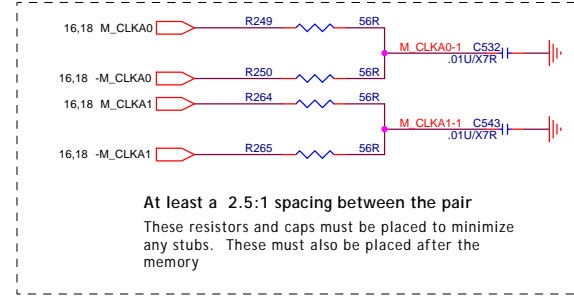 16,18 M_CLKA0 R249 56R
M_CLKA0-1 C532
.01U/X7R
16,18 -M_CLKA0 R250 56R
16,18 M_CLKA1 R264 56R
M_CLKA1-1 C543
.01U/X7R
16,18 -M_CLKA1 R265 56R
At least a 2.5:1 spacing between the pair
These resistors and caps must be placed to minimize
any stubs. These must also be placed after the
memory